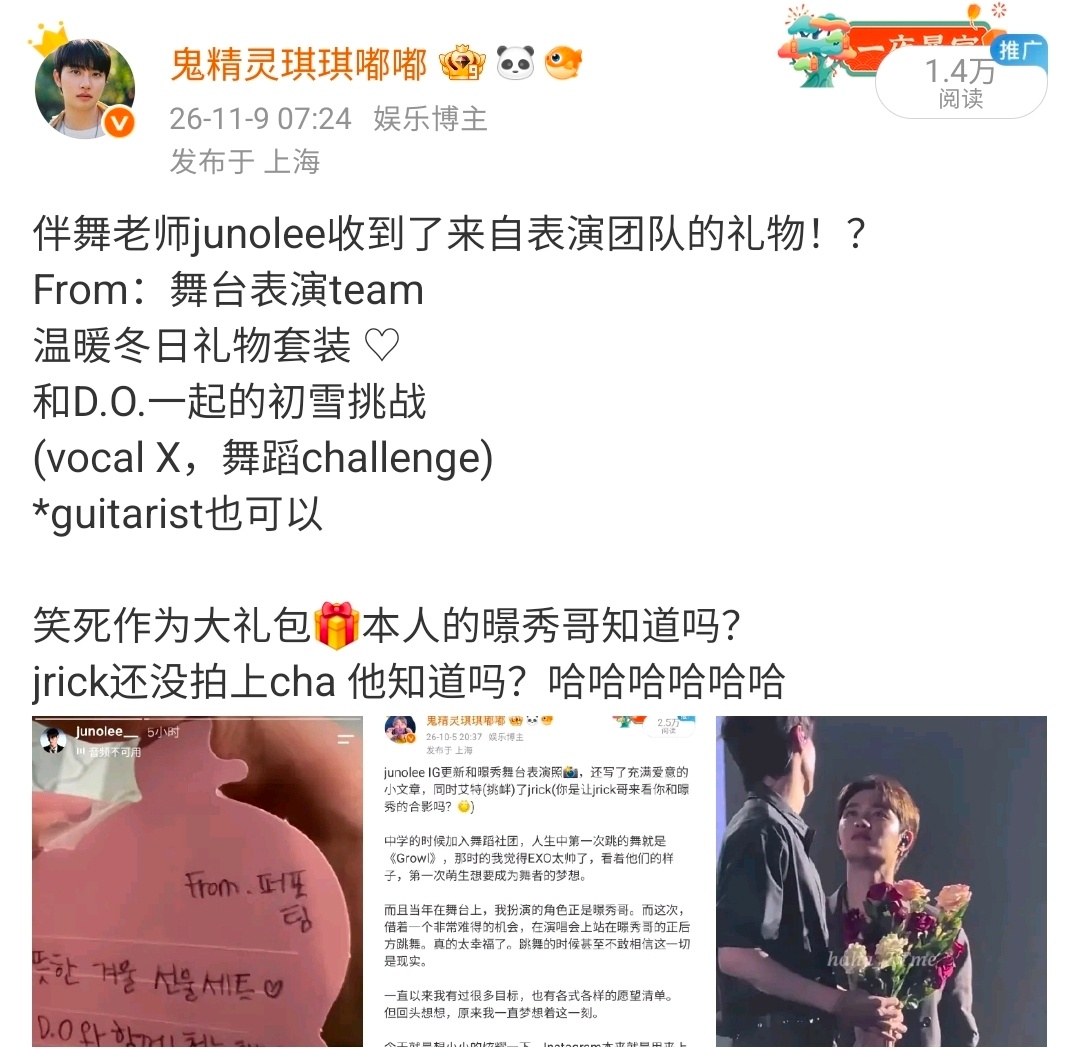 一夜暴富
推广
鬼精灵琪琪嘟嘟
1.4万
阅读
26-11-9 07:24 娱乐博主
发布于 上海
伴舞老师junolee收到了来自表演团队的礼物！？
From：舞台表演team
温暖冬日礼物套装 ♡
和D.O.一起的初雪挑战
(vocal X，舞蹈challenge)
*guitarist也可以
笑死作为大礼包🎁本人的暻秀哥知道吗？
jrick还没拍上cha 他知道吗？哈哈哈哈哈哈
junolee__ 5小时
音频不可用
From. 퍼포
팀
뜻한 겨울 선물세트♡
D.O와 함께
鬼精灵琪琪嘟嘟
2.5万
阅读
26-10-5 20:37 娱乐博主
发布于 上海
junolee IG更新和暻秀舞台表演照📸，还写了充满爱意的
小文章，同时艾特(挑衅)了jrick(你是让jrick哥来看你和暻
秀的合影吗？😳)
中学的时候加入舞蹈社团，人生中第一次跳的舞就是
《Growl》，那时的我觉得EXO太帅了，看着他们的样
子，第一次萌生想要成为舞者的梦想。
而且当年在舞台上，我扮演的角色正是暻秀哥。而这次，
借着一个非常难得的机会，在演唱会上站在暻秀哥的正后
方跳舞。真的太幸福了。跳舞的时候甚至不敢相信这一切
是现实。
一直以来我有过很多目标，也有各式各样的愿望清单。
但回头想想，原来我一直梦想着这一刻。